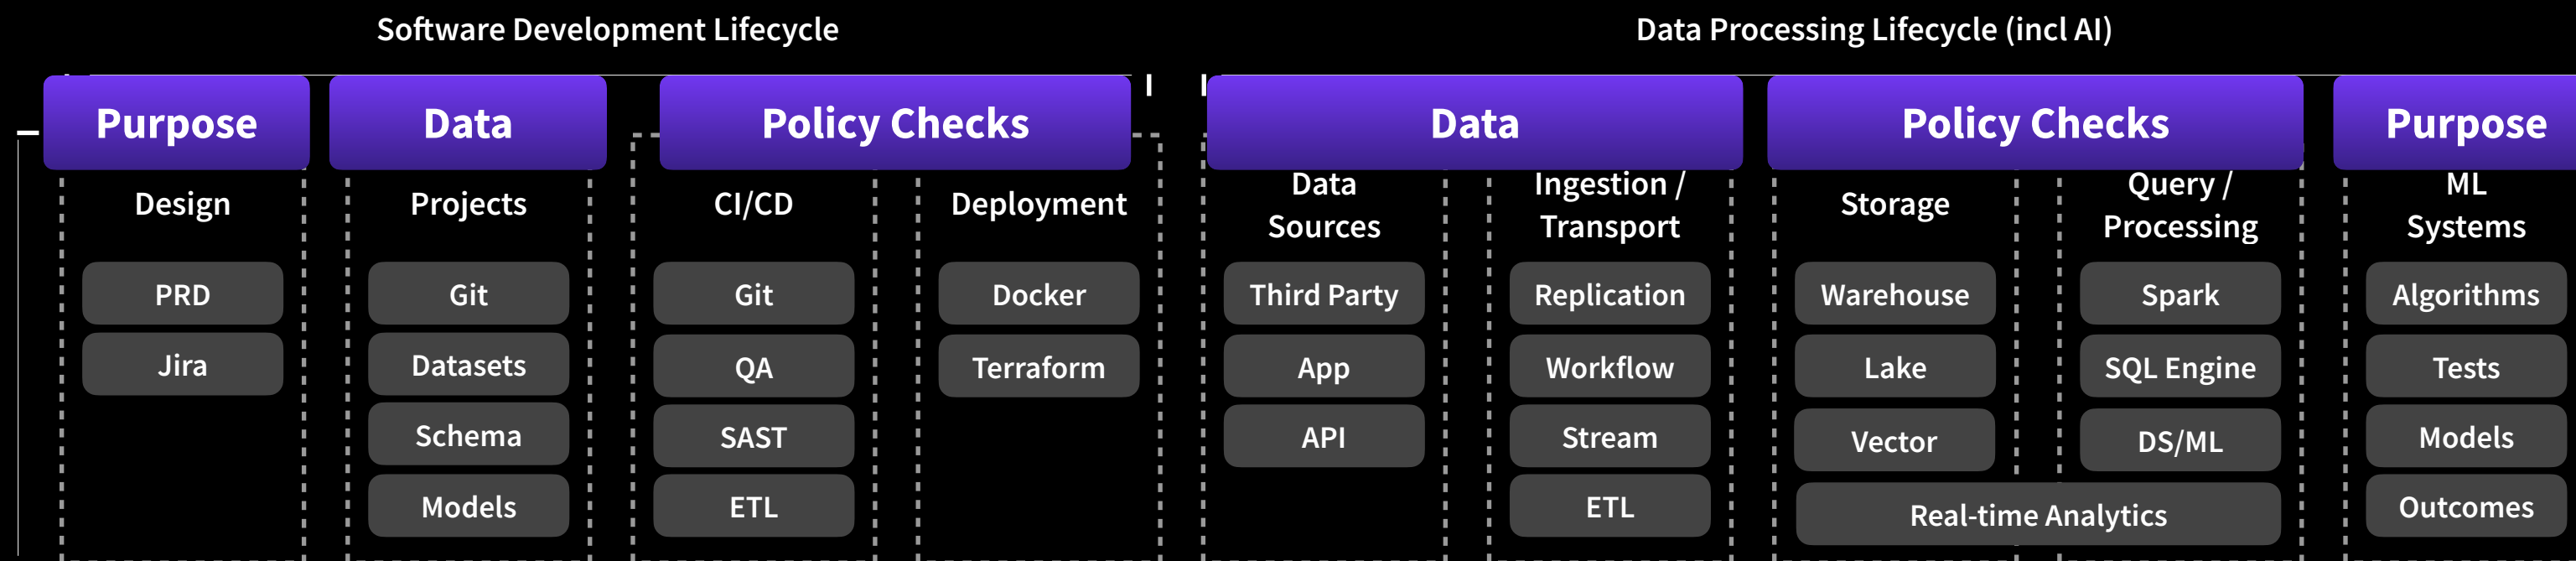 Software Development Lifecycle
Data Processing Lifecycle (incl AI)
Purpose
Data
Policy Checks
Data
Policy Checks
Purpose
Design
Projects
CI/CD
Deployment
Data
Sources
Ingestion /
Transport
Storage
Query /
Processing
ML
Systems
PRD
Jira
Git
Datasets
Schema
Models
Git
QA
SAST
ETL
Docker
Terraform
Third Party
App
API
Replication
Workflow
Stream
ETL
Warehouse
Lake
Vector
Spark
SQL Engine
DS/ML
Real-time Analytics
Algorithms
Tests
Models
Outcomes